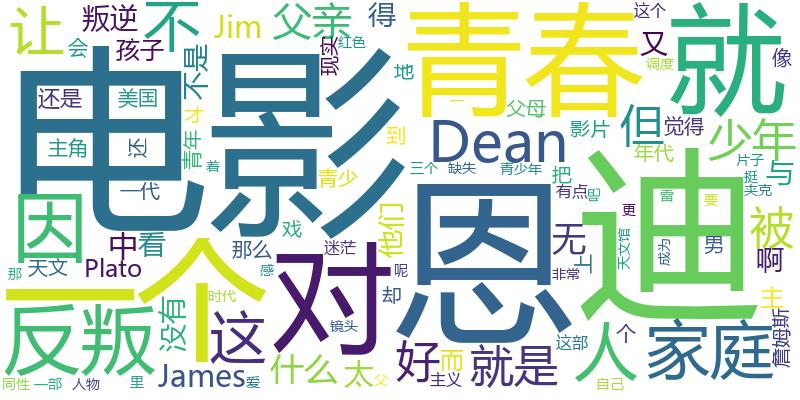 让 叛逆 不 Jim 父亲 得 青春 又 就 这个
会 孩子 不是 现实 红色 地 调度 像
电影 还是 美国 才 父母 影片 但 觉得 少年
主角 还 青年 到 Dean 年代 片子 与
一代 青少 三个 缺失 青少年 把 挺 夹克
因 着 他们 有点 迪 雷 要 被
中 看 那么 戏 迷茫 对 恩 无 更 天文馆 成为 男 啊
那 天文 Plato 感 呢 非常 上 主
一个 没有 时代 却 人 个 家庭 詹姆斯
反叛 这 镜头 好 而 就是 这部
James 爱 什么 太 父 主义 自己
同性 一部 人物 里